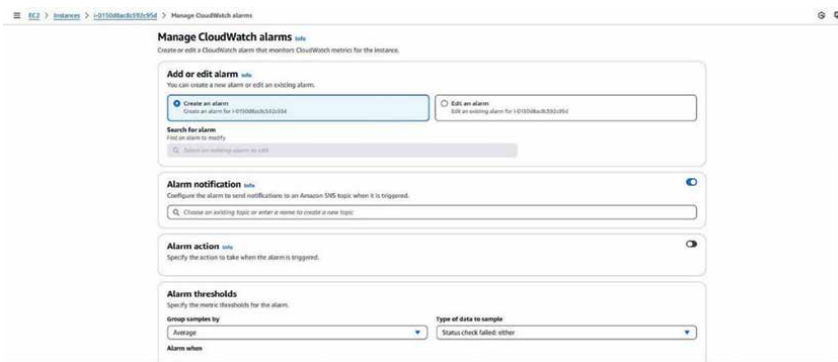 EC2 > Instances > i-0150d8ac8c592c95d > Manage CloudWatch alarms
Manage CloudWatch alarms Info
Create or edit a CloudWatch alarm that monitors CloudWatch metrics for the instance.
Add or edit alarm Info
You can create a new alarm or edit an existing alarm.
Create an alarm
Create an alarm for
Edit an alarm
Edit an existing alarm for
Search for alarm
Find an alarm to modify
Select an existing alarm to edit
Alarm notification Info
Configure the alarm to send notifications to an Amazon SNS topic when it is triggered.
Choose an existing topic or enter a name to create a new topic
Alarm action Info
Specify the action to take when the alarm is triggered.
Alarm thresholds
Specify the metric thresholds for the alarm.
Group samples by
Average
Type of data to sample
Status check failed: either
Alarm when